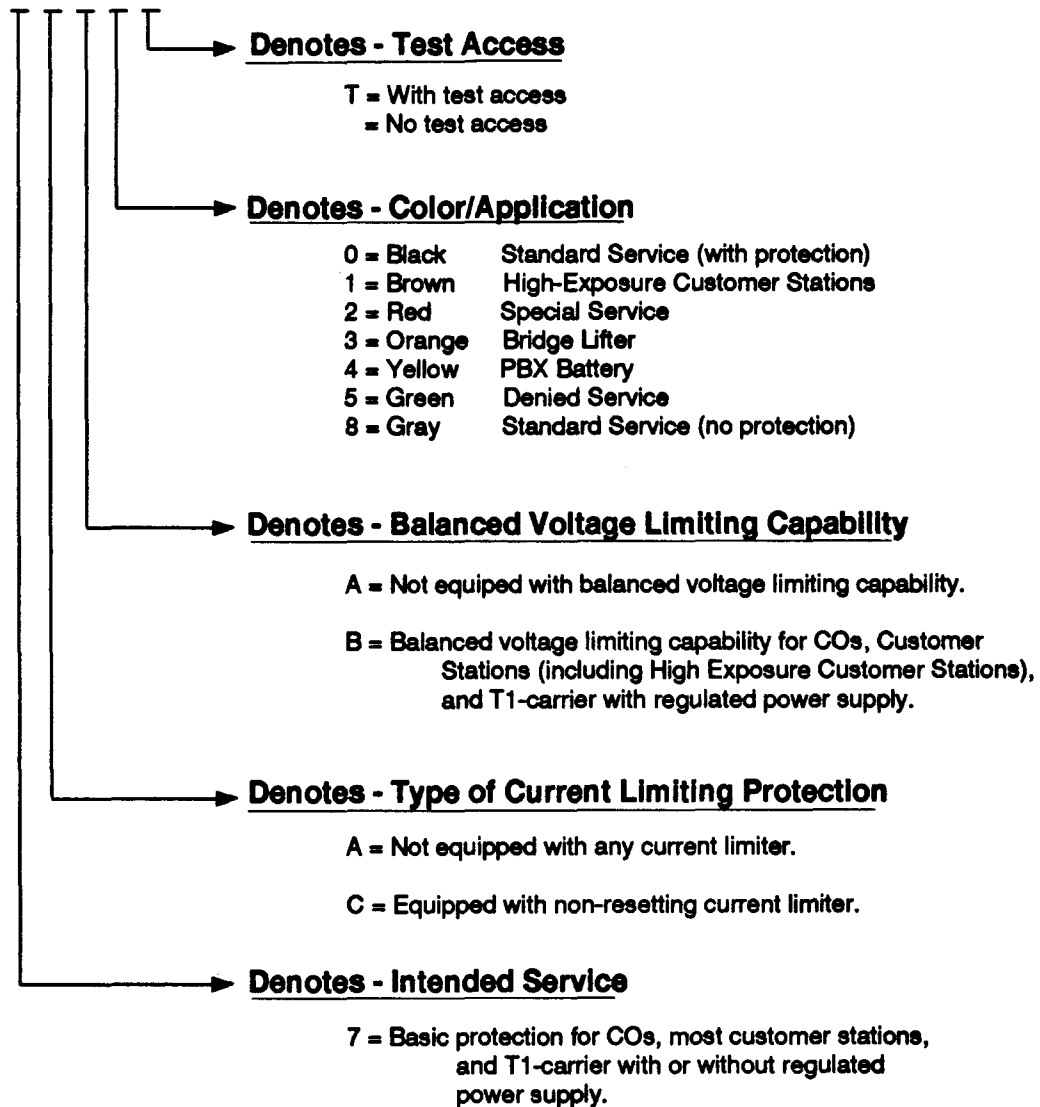 Denotes - Test Access
T = With test access
= No test access
Denotes - Color/Application
0 = Black Standard Service (with protection)
1 = Brown High-Exposure Customer Stations
2 = Red Special Service
3 = Orange Bridge Lifter
4 = Yellow PBX Battery
5 = Green Denied Service
8 = Gray Standard Service (no protection)
Denotes - Balanced Voltage Limiting Capability
A = Not equiped with balanced voltage limiting capability.
B = Balanced voltage limiting capability for COs, Customer
Stations (including High Exposure Customer Stations),
and T1-carrier with regulated power supply.
Denotes - Type of Current Limiting Protection
A = Not equipped with any current limiter.
C = Equipped with non-resetting current limiter.
Denotes - Intended Service
7 = Basic protection for COs, most customer stations,
and T1-carrier with or without regulated
power supply.